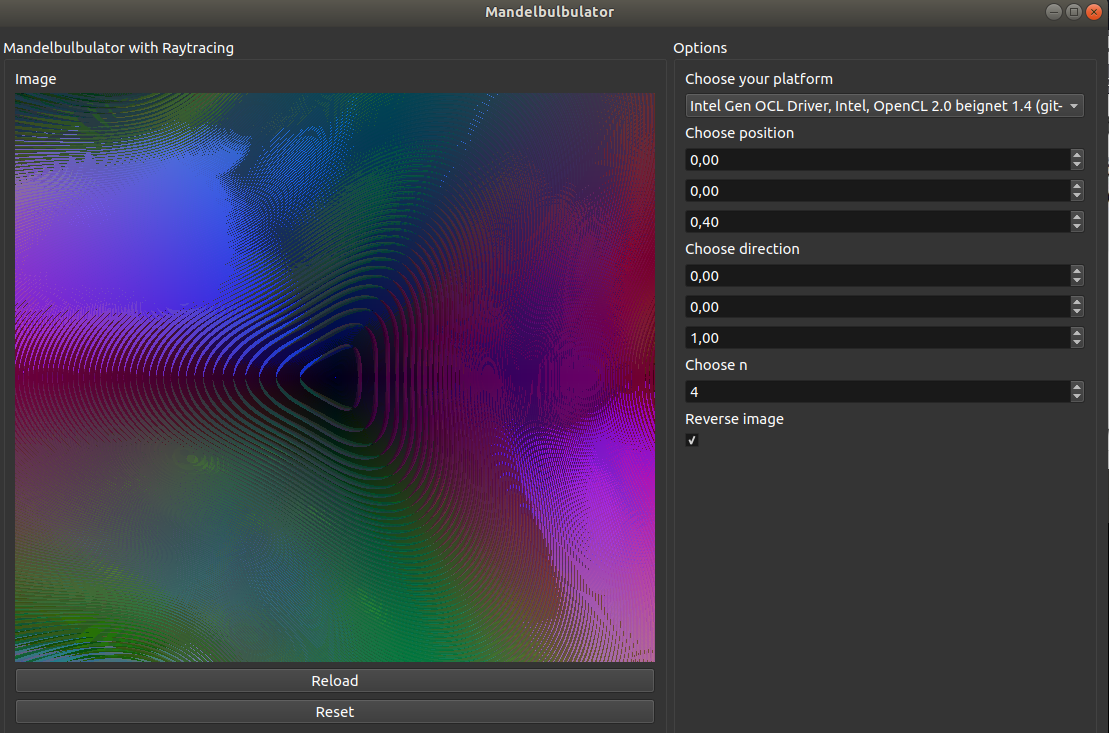 Mandelbulbulator
Mandelbulbulator with Raytracing
Image
Reload
Reset
Options
Choose your platform
Intel Gen OCL Driver, Intel, OpenCL 2.0 beignet 1.4 (git-
Choose position
0,00
0,00
0,40
Choose direction
0,00
0,00
1,00
Choose n
4
Reverse image